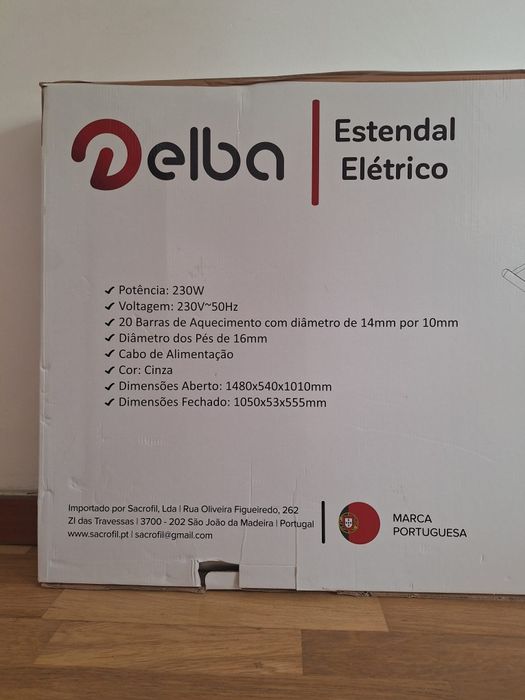 Delba
Estendal
Elétrico
✓ Potência: 230W
✓ Voltagem: 230V~50Hz
✓ 20 Barras de Aquecimento com diâmetro de 14mm por 10mm
✓ Diâmetro dos Pés de 16mm
✓ Cabo de Alimentação
✓ Cor: Cinza
✓ Dimensões Aberto: 1480x540x1010mm
✓ Dimensões Fechado: 1050x53x555mm
Importado por Sacrofil, Lda | Rua Oliveira Figueiredo, 262
ZI das Travessas | 3700 - 202 São João da Madeira | Portugal
www.sacrofil.pt | sacrofil@gmail.com
MARCA
PORTUGUESA